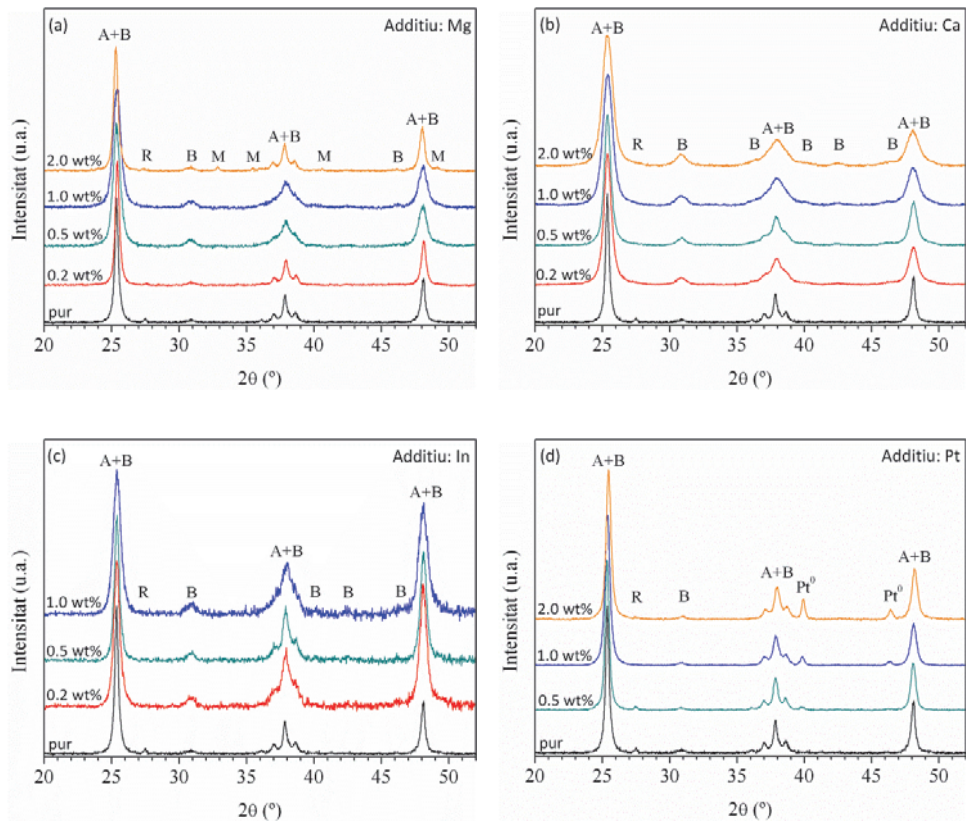 (a)
Additiu: Mg
A+B
R
B
M
M
A+B
M
B
A+B
M
2.0 wt%
1.0 wt%
0.5 wt%
0.2 wt%
pur
Intensitat (u.a.)
20 25 30 35 40 45 50
2θ (º)
(b)
Additiu: Ca
A+B
R
B
B
A+B
B
B
B
A+B
2.0 wt%
1.0 wt%
0.5 wt%
0.2 wt%
pur
Intensitat (u.a.)
20 25 30 35 40 45 50
2θ (º)
(c)
Additiu: In
A+B
R
B
A+B
B
B
B
A+B
1.0 wt%
0.5 wt%
0.2 wt%
pur
Intensitat (u.a.)
20 25 30 35 40 45 50
2θ (º)
(d)
Additiu: Pt
A+B
R
B
A+B
Pt⁰
Pt⁰
A+B
2.0 wt%
1.0 wt%
0.5 wt%
pur
Intensitat (u.a.)
20 25 30 35 40 45 50
2θ (º)